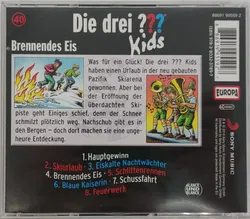 40
Die drei ??? Kids
Brennendes Eis
Was für ein Glück! Die drei ??? Kids
haben einen Urlaub in der neu gebauten
Pazifik Skiarena
gewonnen. Aber bei
der Eröffnung der
überdachten Ski-
piste geht einiges schief, denn der Schnee
schmilzt plötzlich weg. Nachschub gibt es in
den Bergen – doch dort machen sie eine unge-
heure Entdeckung.
1.Hauptgewinn
2. Skiurlaub · 3. Eiskalte Nachtwächter
4. Brennendes Eis · 5. Schlittenrennen
6. Blaue Kaiserin · 7. Schussfahrt
8. Feuerwerk
EUROPA
SONY MUSIC